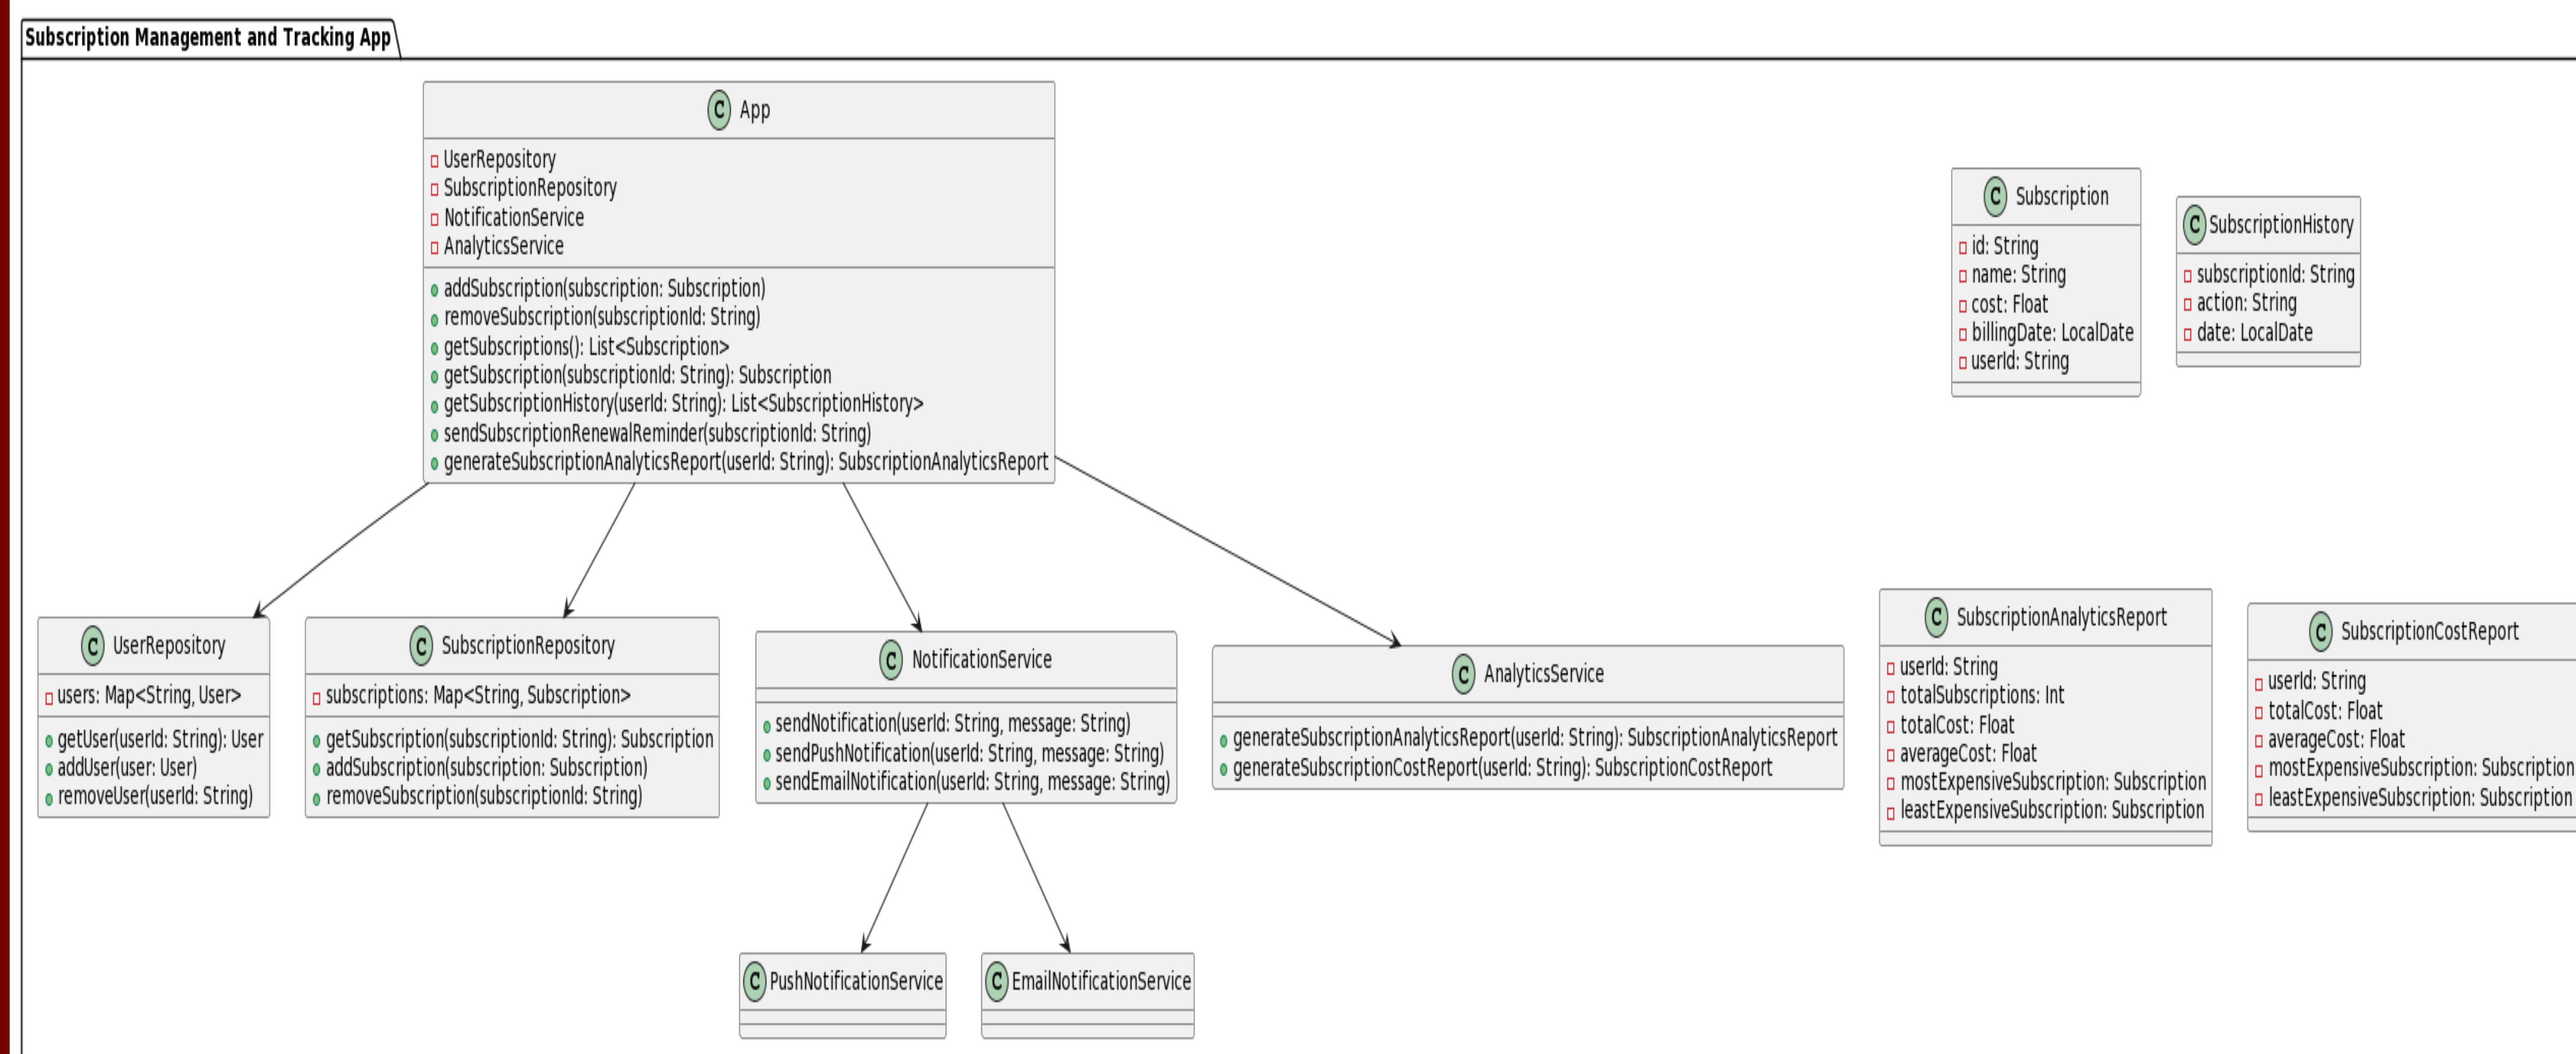 Subscription Management and Tracking App
C App
UserRepository
SubscriptionRepository
NotificationService
AnalyticsService
addSubscription(subscription: Subscription)
removeSubscription(subscriptionId: String)
getSubscriptions(): List<Subscription>
getSubscription(subscriptionId: String): Subscription
getSubscriptionHistory(userId: String): List<SubscriptionHistory>
sendSubscriptionRenewalReminder(subscriptionId: String)
generateSubscriptionAnalyticsReport(userId: String): SubscriptionAnalyticsReport
C Subscription
id: String
name: String
cost: Float
billingDate: LocalDate
userId: String
C SubscriptionHistory
subscriptionId: String
action: String
date: LocalDate
C UserRepository
users: Map<String, User>
getUser(userId: String): User
addUser(user: User)
removeUser(userId: String)
C SubscriptionRepository
subscriptions: Map<String, Subscription>
getSubscription(subscriptionId: String): Subscription
addSubscription(subscription: Subscription)
removeSubscription(subscriptionId: String)
C NotificationService
sendNotification(userId: String, message: String)
sendPushNotification(userId: String, message: String)
sendEmailNotification(userId: String, message: String)
C AnalyticsService
generateSubscriptionAnalyticsReport(userId: String): SubscriptionAnalyticsReport
generateSubscriptionCostReport(userId: String): SubscriptionCostReport
C SubscriptionAnalyticsReport
userId: String
totalSubscriptions: Int
totalCost: Float
averageCost: Float
mostExpensiveSubscription: Subscription
leastExpensiveSubscription: Subscription
C SubscriptionCostReport
userId: String
totalCost: Float
averageCost: Float
mostExpensiveSubscription: Subscription
leastExpensiveSubscription: Subscription
C PushNotificationService
C EmailNotificationService